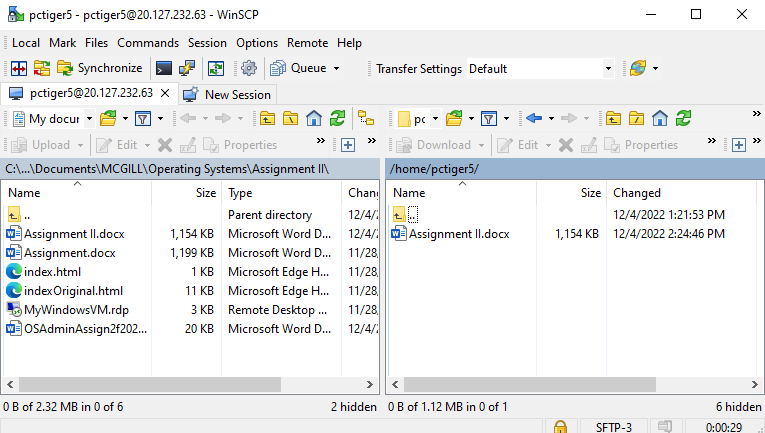 pctiger5 - pctiger5@20.127.232.63 - WinSCP
Local Mark Files Commands Session Options Remote Help
Synchronize Queue Transfer Settings Default
pctiger5@20.127.232.63 × New Session
My docur pc
Upload Edit Properties » Download Edit Properties »
C:\...\Documents\MCGILL\Operating Systems\Assignment II\ /home/pctiger5/
Name Size Type Chang Name Size Changed
.. Parent directory 12/4/2 .. 12/4/2022 1:21:53 PM
Assignment II.docx 1,154 KB Microsoft Word D... 12/4/2 Assignment II.docx 1,154 KB 12/4/2022 2:24:46 PM
Assignment.docx 1,199 KB Microsoft Word D... 11/28,
index.html 1 KB Microsoft Edge H... 11/28,
indexOriginal.html 11 KB Microsoft Edge H... 11/28,
MyWindowsVM.rdp 3 KB Remote Desktop ... 11/28,
OSAdminAssign2f202... 20 KB Microsoft Word D... 12/4/2
0 B of 2.32 MB in 0 of 6 2 hidden 0 B of 1.12 MB in 0 of 1 6 hidden
SFTP-3 0:00:29